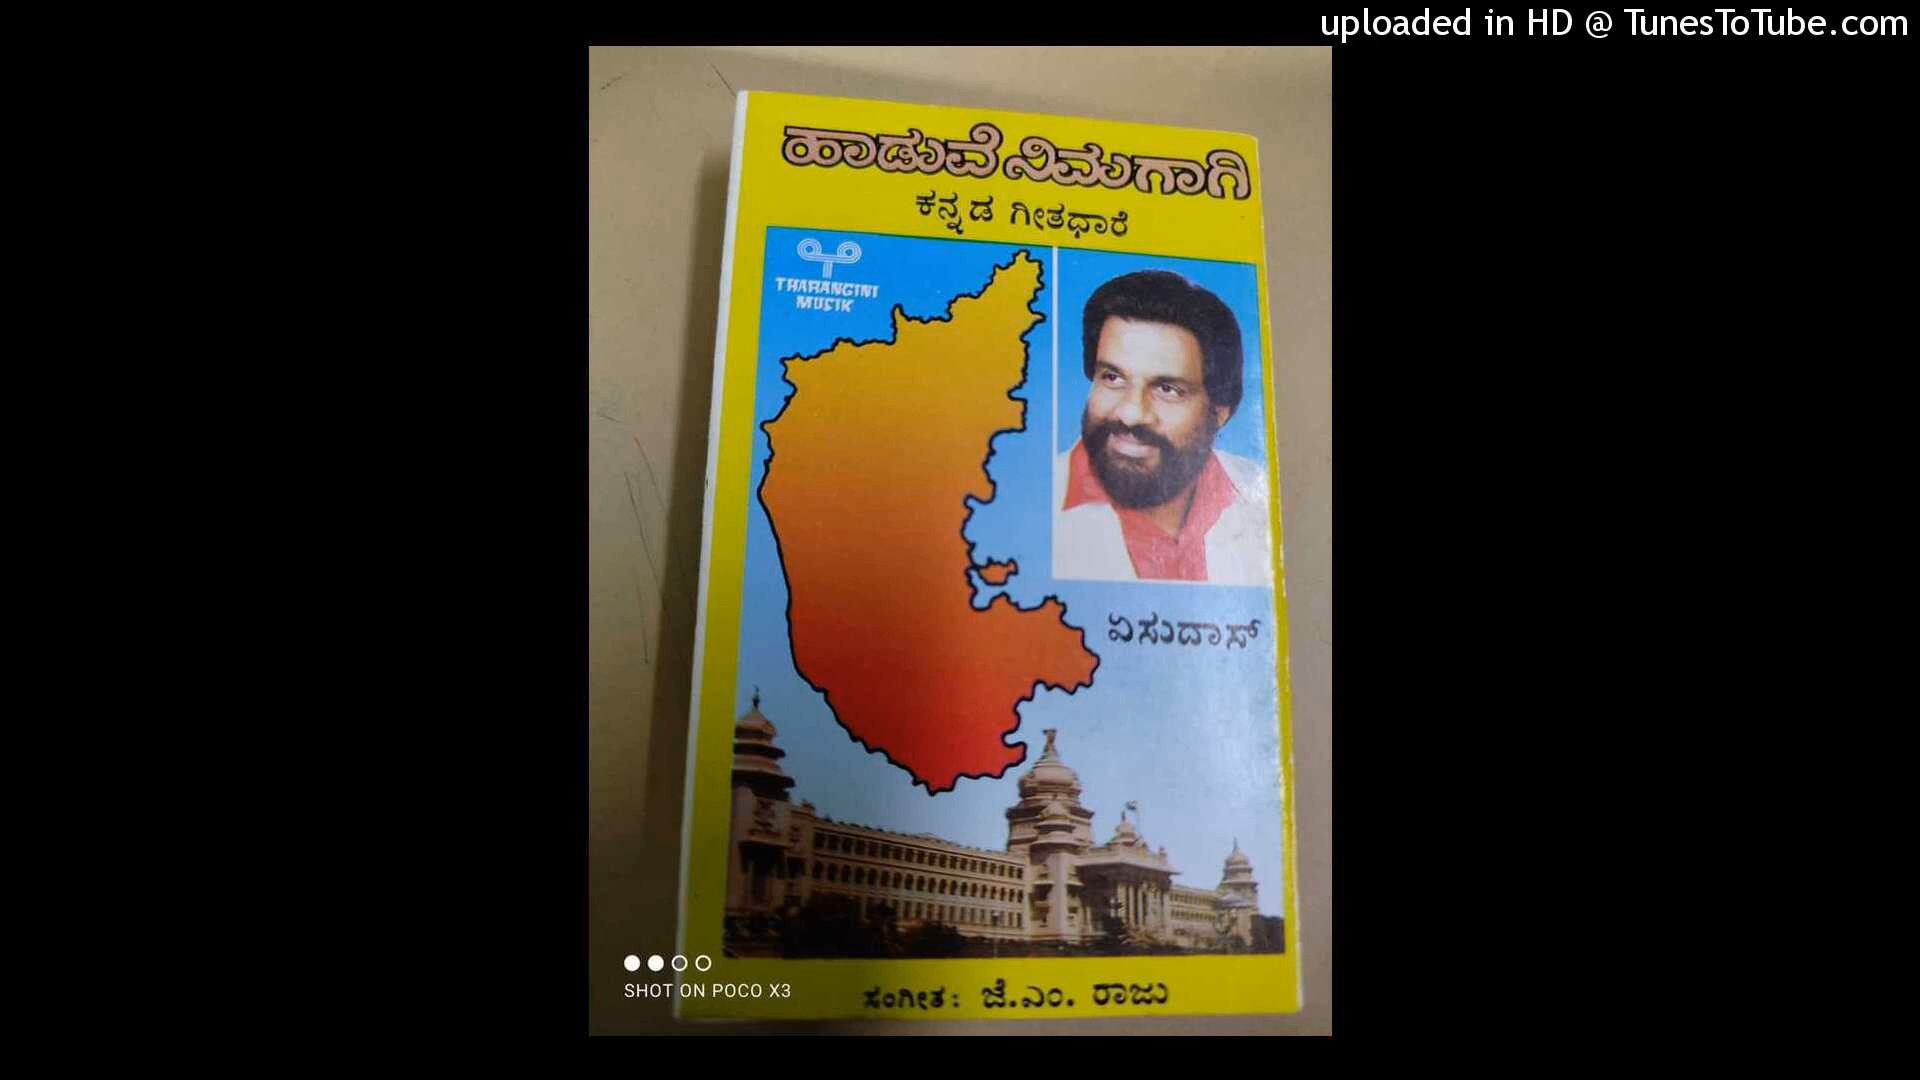 uploaded in HD @ TunesToTube.com
ಹಾಡುವೆ ನಿಮಗಾಗಿ
ಕನ್ನಡ ಗೀತಧಾರೆ
THARANGINI
MUSIK
ಏಸುದಾಸ್
SHOT ON POCO X3
ಸಂಗೀತ: ಜೆ.ಎಂ. ರಾಜು